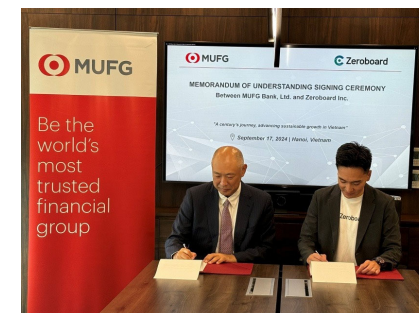 MUFG
Be the
world's
most
trusted
financial
group
MUFG
Zeroboard
MEMORANDUM OF UNDERSTANDING SIGNING CEREMONY
Between MUFG Bank, Ltd. and Zeroboard Inc.
"A century's journey, advancing sustainable growth in Vietnam"
September 17, 2024 | Hanoi, Vietnam
Zeroboard